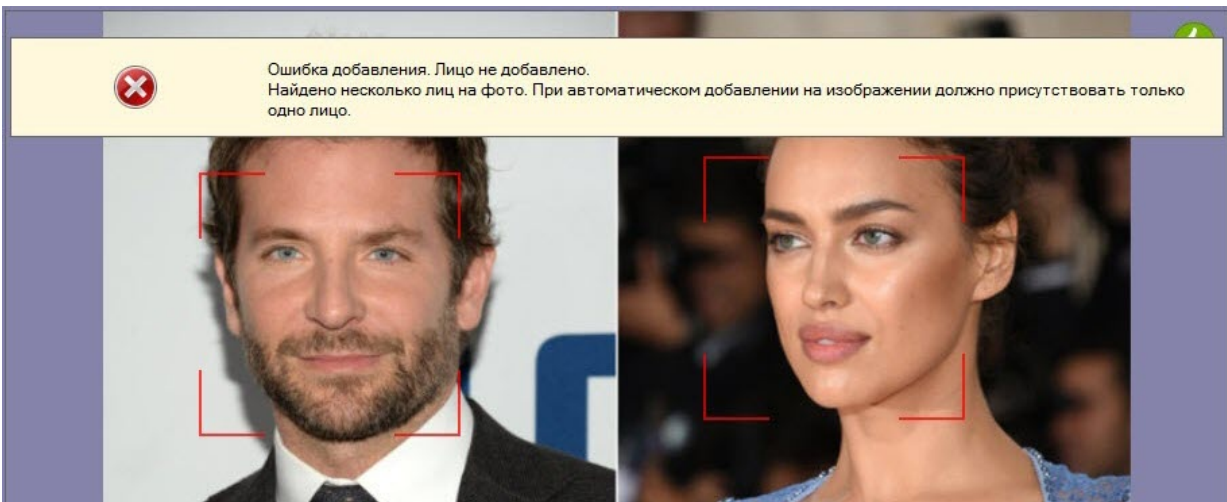 Ошибка добавления. Лицо не добавлено.
Найдено несколько лиц на фото. При автоматическом добавлении на изображении должно присутствовать только
одно лицо.